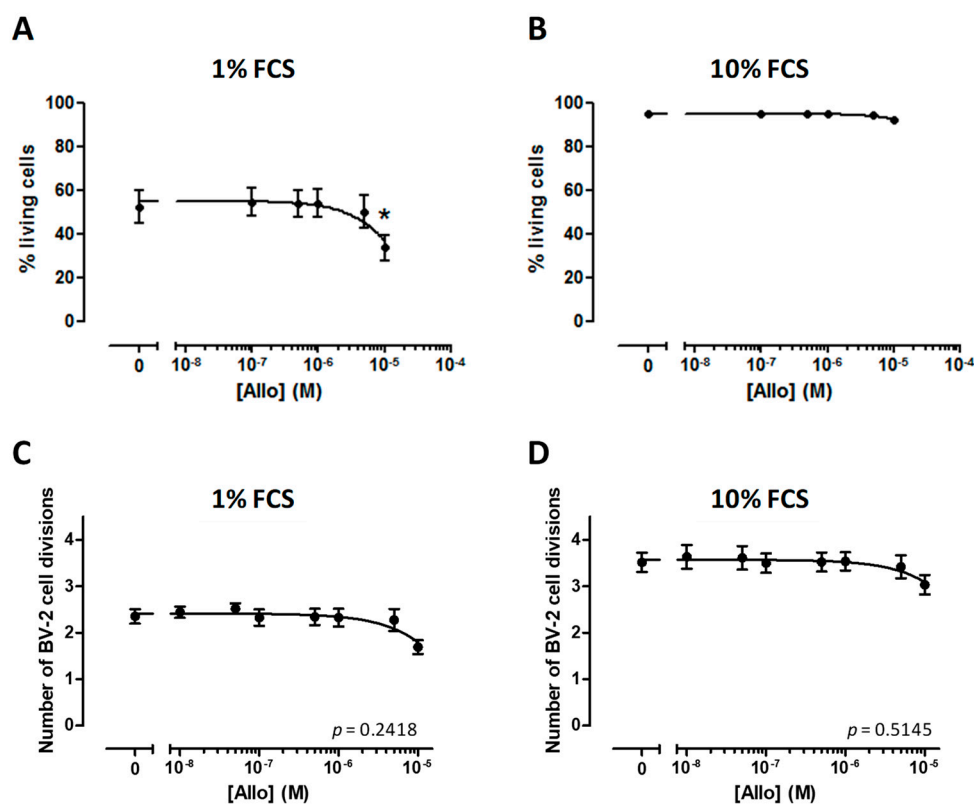 A
1% FCS
% living cells
100
80
60
40
20
0
*
0 10⁻⁸ 10⁻⁷ 10⁻⁶ 10⁻⁵ 10⁻⁴
[Allo] (M)
B
10% FCS
% living cells
100
80
60
40
20
0
0 10⁻⁸ 10⁻⁷ 10⁻⁶ 10⁻⁵ 10⁻⁴
[Allo] (M)
C
1% FCS
Number of BV-2 cell divisions
4
3
2
1
0
p = 0.2418
0 10⁻⁸ 10⁻⁷ 10⁻⁶ 10⁻⁵
[Allo] (M)
D
10% FCS
Number of BV-2 cell divisions
4
3
2
1
0
p = 0.5145
0 10⁻⁸ 10⁻⁷ 10⁻⁶ 10⁻⁵
[Allo] (M)